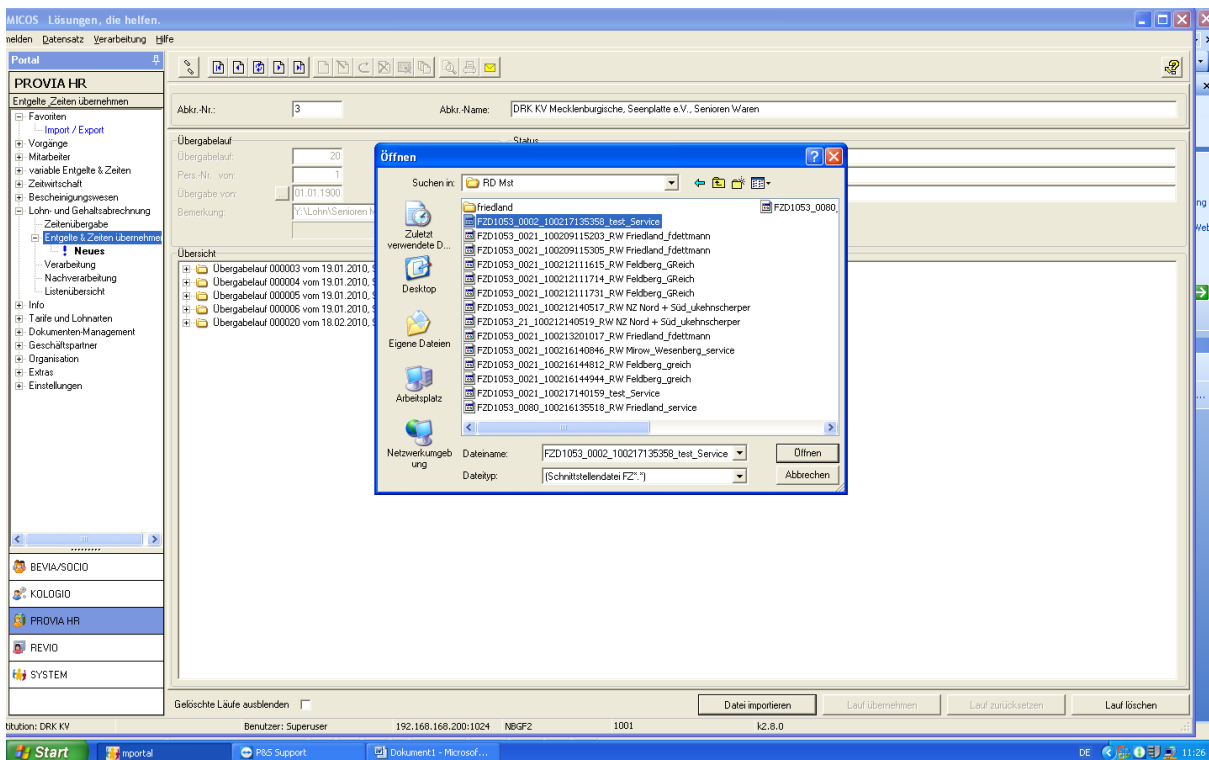 MICOS Lösungen, die helfen.
nelden Datensatz Verarbeitung Hilfe
Portal
PROVIA HR
Entgelte_Zeiten übernehmen
Favoriten
Import / Export
Vorgänge
Mitarbeiter
variable Entgelte & Zeiten
Zeitwirtschaft
Bescheinigungswesen
Lohn- und Gehaltsabrechnung
Zeitenübergabe
Entgelte & Zeiten übernehmen
! Neues
Verarbeitung
Nachverarbeitung
Listenübersicht
Info
Tarife und Lohnarten
Dokumenten-Management
Geschäftspartner
Organisation
Extras
Einstellungen
BEVIA/SOCIO
KOLOGIO
PROVIA HR
REVIO
SYSTEM
Abkr.-Nr.: 3 Abkr.-Name: DRK KV Mecklenburgische, Seenplatte e.V., Senioren Waren
Übergabelauf Status
Übergabelauf: 20
Pers.-Nr. von: 1
Übergabe von: 01.01.1900
Bemerkung: Y:\Lohn\Senioren
Übersicht
Übergabelauf 000003 vom 19.01.2010,
Übergabelauf 000004 vom 19.01.2010,
Übergabelauf 000005 vom 19.01.2010,
Übergabelauf 000006 vom 19.01.2010,
Übergabelauf 000020 vom 18.02.2010,
Öffnen
Suchen in: RD Mst
Zuletzt verwendete D...
Desktop
Eigene Dateien
Arbeitsplatz
Netzwerkumgebung
friedland
FZD1053_0002_100217135358_test_Service
FZD1053_0021_100209115203_RW Friedland_fdettmann
FZD1053_0021_100209115305_RW Friedland_fdettmann
FZD1053_0021_100212111615_RW Feldberg_GReich
FZD1053_0021_100212111714_RW Feldberg_GReich
FZD1053_0021_100212111731_RW Feldberg_GReich
FZD1053_0021_100212140517_RW NZ Nord + Süd_ukehnscherper
FZD1053_21_100212140519_RW NZ Nord + Süd_ukehnscherper
FZD1053_0021_100213201017_RW Friedland_fdettmann
FZD1053_0021_100216140846_RW Mirow_Wesenberg_service
FZD1053_0021_100216144812_RW Feldberg_greich
FZD1053_0021_100216144944_RW Feldberg_greich
FZD1053_0021_100217140159_test_Service
FZD1053_0080_100216135518_RW Friedland_service
FZD1053_0080_
Dateiname: FZD1053_0002_100217135358_test_Service Öffnen
Dateityp: (Schnittstellendatei FZ*.*) Abbrechen
Gelöschte Läufe ausblenden Datei importieren Lauf übernehmen Lauf zurücksetzen Lauf löschen
titution: DRK KV Benutzer: Superuser 192.168.168.200:1024 NBGF2 1001 k2.8.0
Start mportal P&S Support Dokument1 - Microsof... DE 11:26